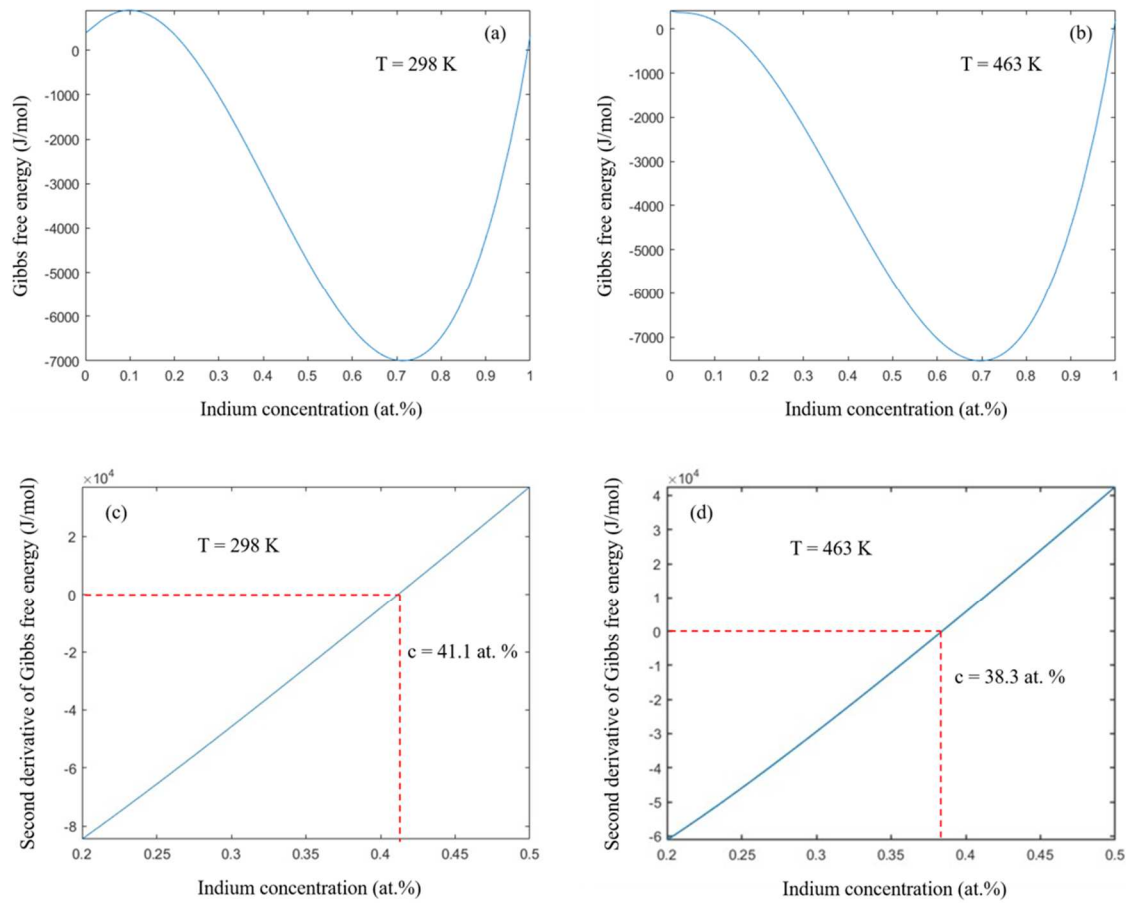 (a)
T = 298 K
Gibbs free energy (J/mol)
0
-1000
-2000
-3000
-4000
-5000
-6000
-7000
0 0.1 0.2 0.3 0.4 0.5 0.6 0.7 0.8 0.9 1
Indium concentration (at.%)
(b)
T = 463 K
Gibbs free energy (J/mol)
0
-1000
-2000
-3000
-4000
-5000
-6000
-7000
0 0.1 0.2 0.3 0.4 0.5 0.6 0.7 0.8 0.9 1
Indium concentration (at.%)
×10⁴
(c)
T = 298 K
Second derivative of Gibbs free energy (J/mol)
2
0
-2
-4
-6
-8
c = 41.1 at. %
0.2 0.25 0.3 0.35 0.4 0.45 0.5
Indium concentration (at.%)
×10⁴
(d)
T = 463 K
Second derivative of Gibbs free energy (J/mol)
4
3
2
1
0
-1
-2
-3
-4
-5
-6
c = 38.3 at. %
0.2 0.25 0.3 0.35 0.4 0.45 0.5
Indium concentration (at.%)